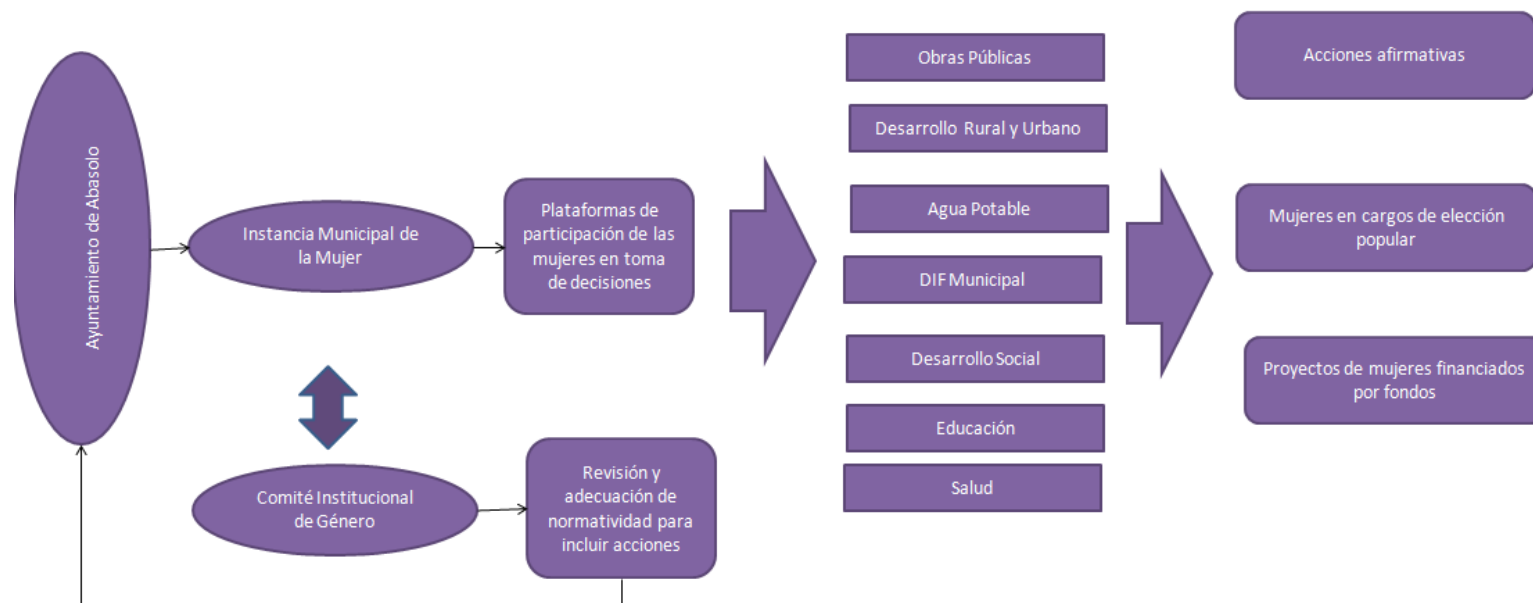 Ayuntamiento de Abasolo
Instancia Municipal de
la Mujer
Plataformas de
participación de las
mujeres en toma
de decisiones
Comité Institucional
de Género
Revisión y
adecuación de
normatividad para
incluir acciones
Obras Públicas
Desarrollo Rural y Urbano
Agua Potable
DIF Municipal
Desarrollo Social
Educación
Salud
Acciones afirmativas
Mujeres en cargos de elección
popular
Proyectos de mujeres financiados
por fondos